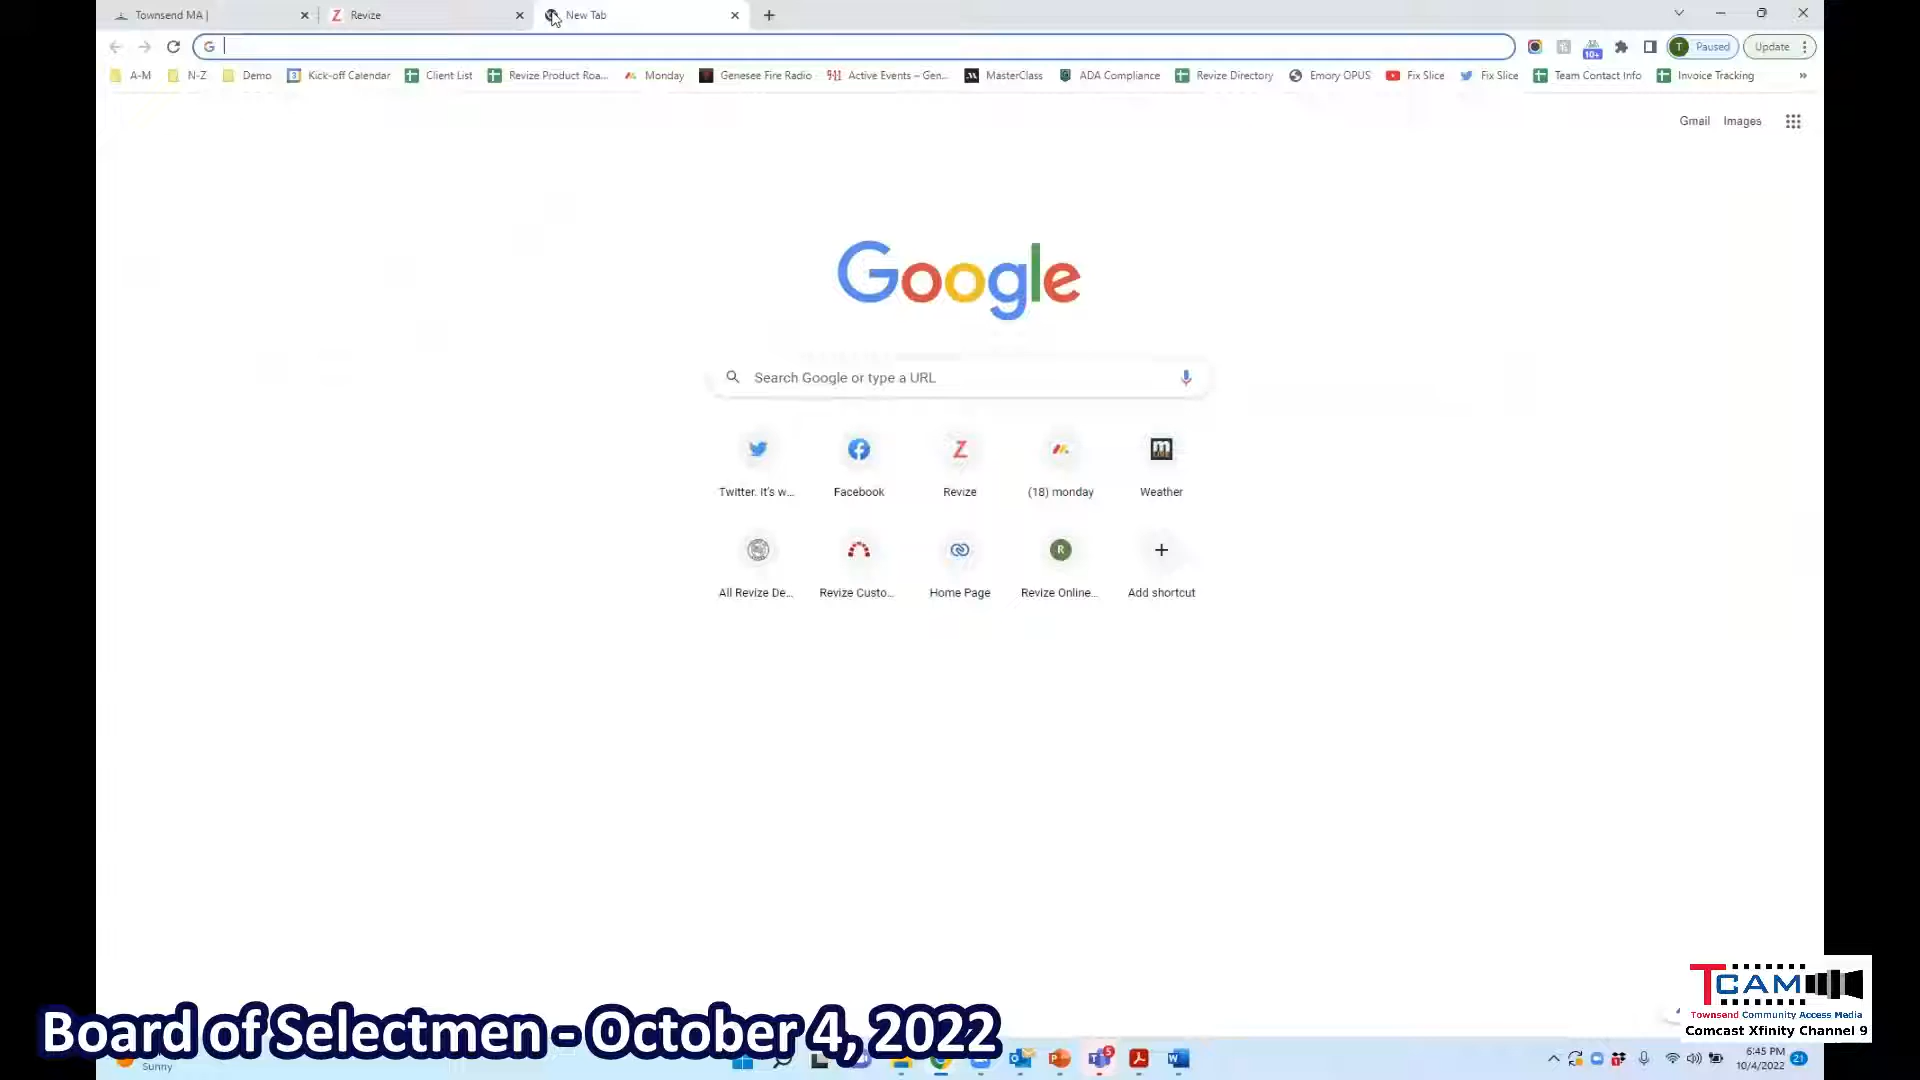 Townsend MA |
Revize
New Tab
Paused
Update
A-M
N-Z
Demo
Kick-off Calendar
Client List
Revize Product Roa...
Monday
Genesee Fire Radio
Active Events – Gen...
MasterClass
ADA Compliance
Revize Directory
Emory OPUS
Fix Slice
Fix Slice
Team Contact Info
Invoice Tracking
»
Gmail
Images
Google
Search Google or type a URL
Twitter. It's w...
Facebook
Revize
(18) monday
Weather
All Revize De...
Revize Custo...
Home Page
Revize Online...
Add shortcut
TCAM
Townsend Community Access Media
Comcast Xfinity Channel 9
Board of Selectmen - October 4, 2022
Sunny
6:45 PM
10/4/2022
21